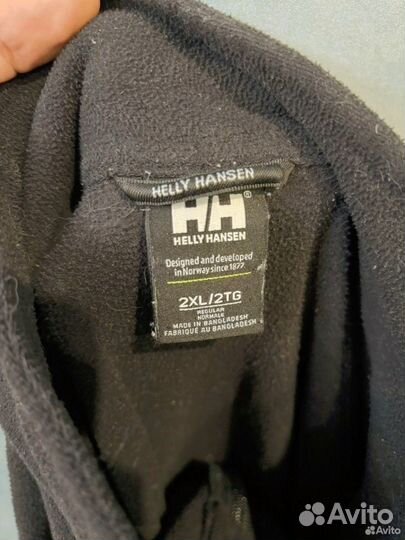 HELLY HANSEN
HH®
HELLY HANSEN
Designed and developed
in Norway since 1877.
2XL/2TG
REGULAR
NORMALE
MADE IN BANGLADESH
FABRIQUÉ AU BANGLADESH
Avito